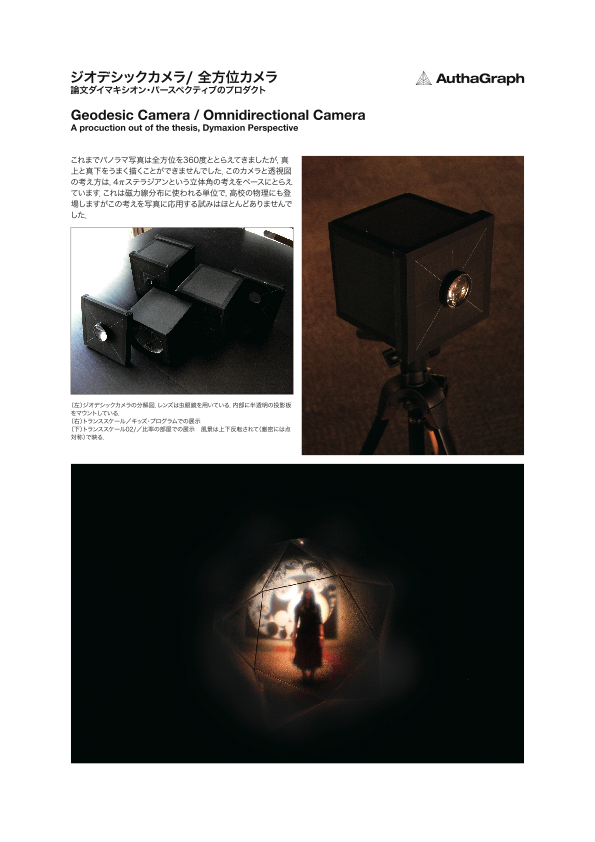 ジオデシックカメラ/ 全方位カメラ
論文ダイマキシオン・パースペクティブのプロダクト
AuthaGraph
Geodesic Camera / Omnidirectional Camera
A procuction out of the thesis, Dymaxion Perspective
これまでパノラマ写真は全方位を360度ととらえてきましたが, 真
上と真下をうまく描くことができませんでした. このカメラと透視図
の考え方は、4πステラジアンという立体角の考えをベースにとらえ
ています. これは磁力線分布に使われる単位で, 高校の物理にも登
場しますがこの考えを写真に応用する試みはほとんどありませんで
した.
（左）ジオデシックカメラの分解図. レンズは虫眼鏡を用いている. 内部に半透明の投影板
をマウントしている.
（右）トランススケール／キッズ・プログラムでの展示
（下）トランススケール02／／比率の部屋での展示　風景は上下反転されて（厳密には点
対称）で映る.